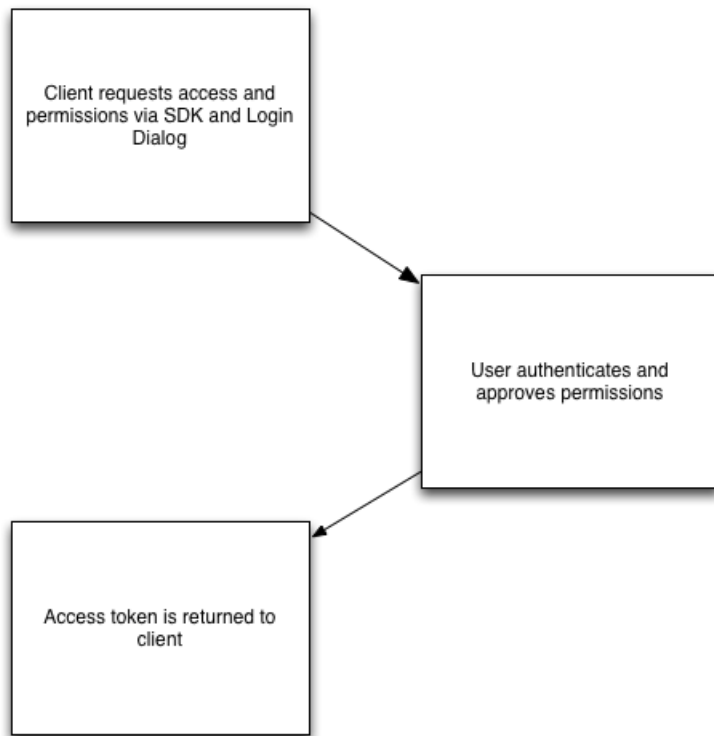 Client requests access and
permissions via SDK and Login
Dialog
User authenticates and
approves permissions
Access token is returned to
client